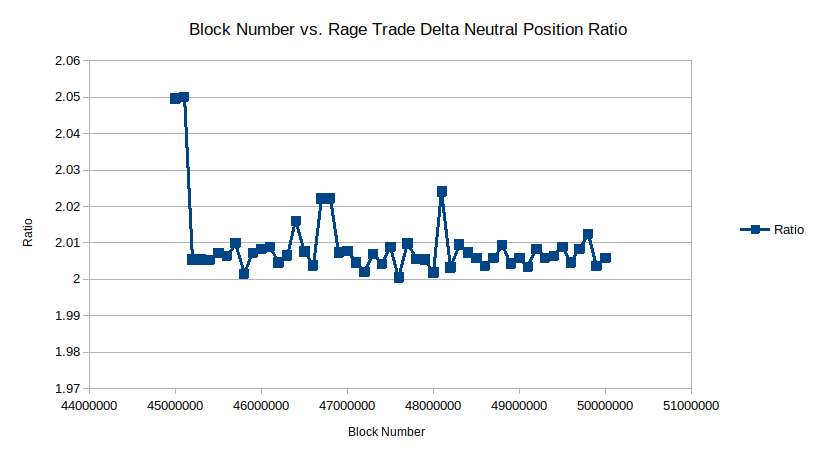 Block Number vs. Rage Trade Delta Neutral Position Ratio
2.06
2.05
2.04
2.03
2.02
2.01
2
1.99
1.98
1.97
Ratio
Ratio
44000000 45000000 46000000 47000000 48000000 49000000 50000000 51000000
Block Number